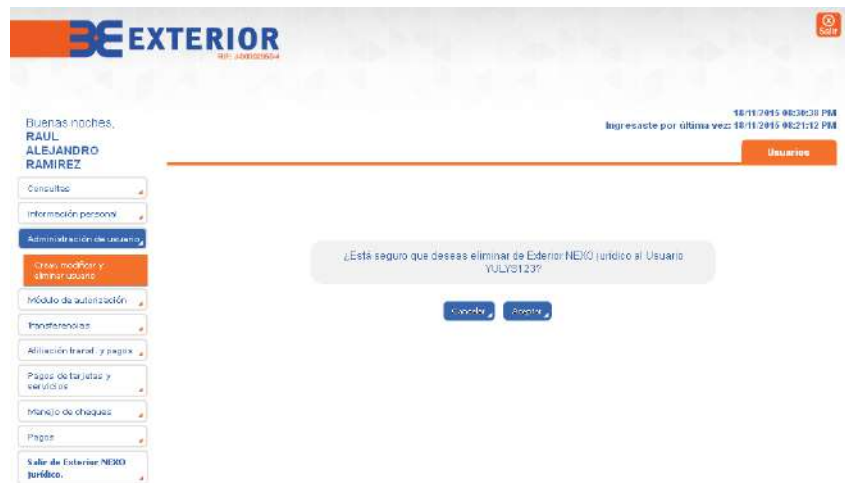 EXTERIOR
Salir
18/11/2015 08:30:38 PM
Ingresaste por última vez: 18/11/2015 08:21:12 PM
Buenas noches,
RAUL
ALEJANDRO
RAMIREZ
Usuarios
Consultas
Información personal
Administración de usuario
Crear, modificar y
eliminar usuario
Módulo de autorización
Transferencias
Afiliación transf. y pagos
Pagos de tarjetas y
servicios
Manejo de cheques
Pagos
Salir de Exterior NEXO
jurídico.
¿Está seguro que deseas eliminar de Exterior NEXO jurídico al Usuario
YULYS123?
Cancelar
Aceptar